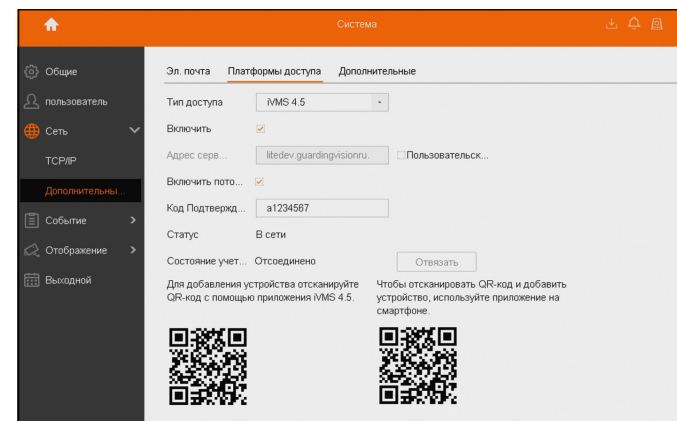 Система
Общие
пользователь
Сеть
TCP/IP
Дополнительны...
Событие
Отображение
Выходной
Эл. почта Платформы доступа Дополнительные
Тип доступа iVMS 4.5
Включить
Адрес серв... litedev.guardingvisionru. Пользовательск...
Включить пото...
Код Подтвержд... a1234567
Статус В сети
Состояние учет... Отсоединено Отвязать
Для добавления устройства отсканируйте
QR-код с помощью приложения iVMS 4.5.
Чтобы отсканировать QR-код и добавить
устройство, используйте приложение на
смартфоне.